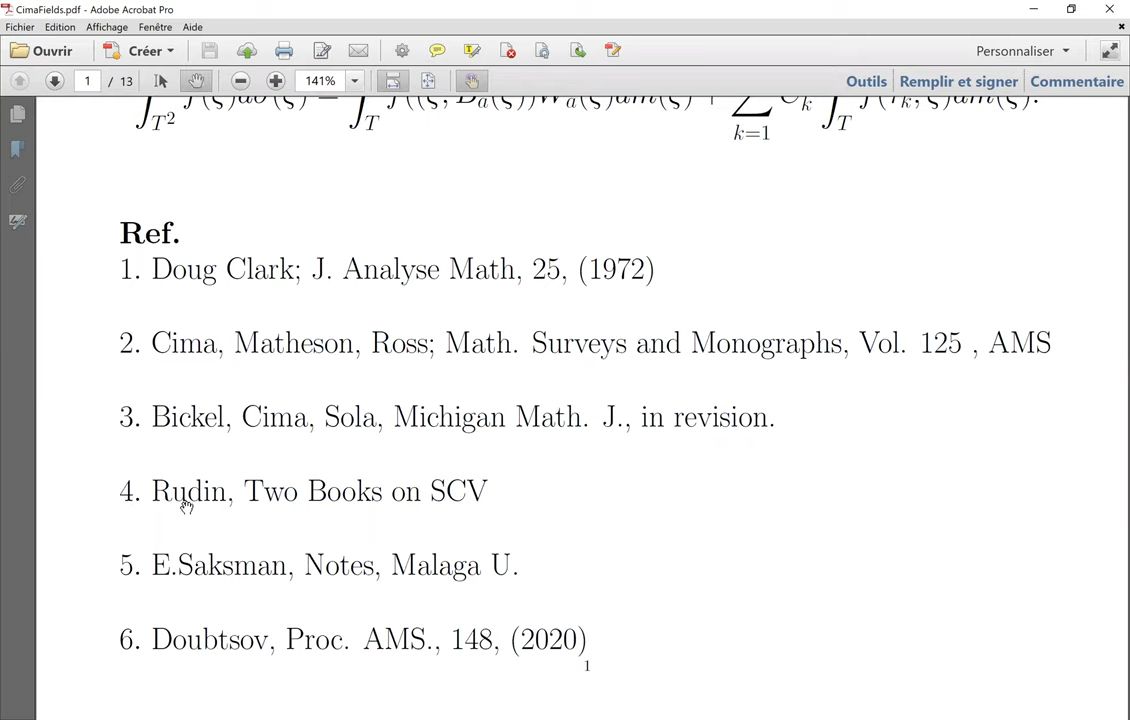 CimaFields.pdf - Adobe Acrobat Pro
Fichier Edition Affichage Fenêtre Aide
Ouvrir Créer Personnaliser
1 / 13 141% Outils Remplir et signer Commentaire
k=1
Ref.
1. Doug Clark; J. Analyse Math, 25, (1972)
2. Cima, Matheson, Ross; Math. Surveys and Monographs, Vol. 125 , AMS
3. Bickel, Cima, Sola, Michigan Math. J., in revision.
4. Rudin, Two Books on SCV
5. E.Saksman, Notes, Malaga U.
6. Doubtsov, Proc. AMS., 148, (2020)
1